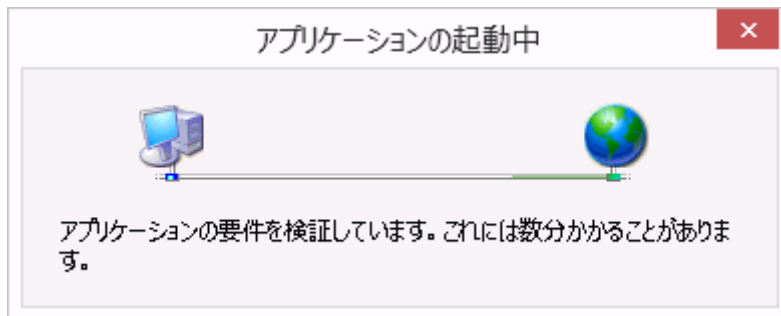 アプリケーションの起動中
アプリケーションの要件を検証しています。これには数分かかることがありま
す。